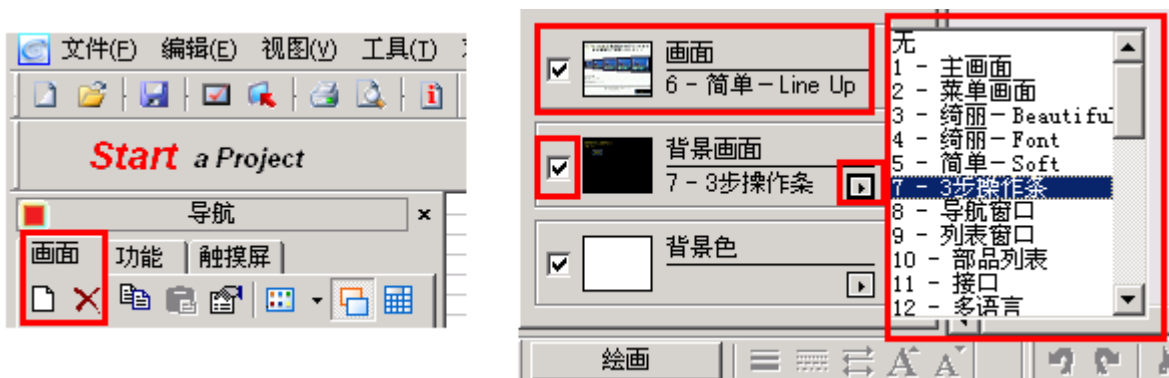 文件(F) 编辑(E) 视图(V) 工具(T)
Start a Project
导航
画面 功能 触摸屏
画面
6 - 简单 - Line Up
背景画面
7 - 3步操作条
背景色
无
1 - 主画面
2 - 菜单画面
3 - 绮丽 - Beautiful
4 - 绮丽 - Font
5 - 简单 - Soft
7 - 3步操作条
8 - 导航窗口
9 - 列表窗口
10 - 部品列表
11 - 接口
12 - 多语言
绘画